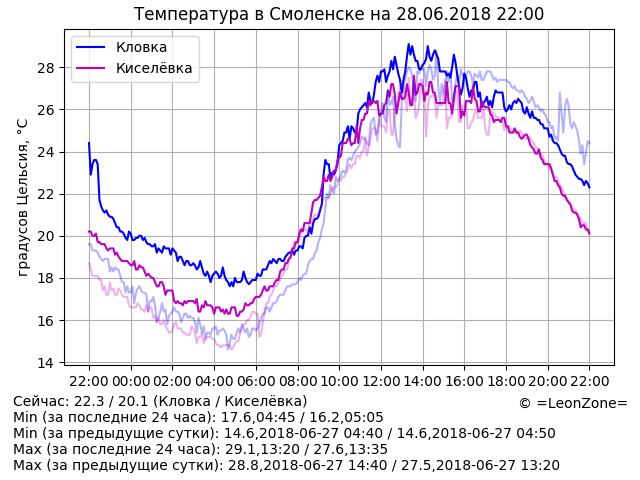 Температура в Смоленске на 28.06.2018 22:00
Кловка
Киселёвка
градусов Цельсия, °C
28
26
24
22
20
18
16
14
22:00 00:00 02:00 04:00 06:00 08:00 10:00 12:00 14:00 16:00 18:00 20:00 22:00
Сейчас: 22.3 / 20.1 (Кловка / Киселёвка)
© =LeonZone=
Min (за последние 24 часа): 17.6,04:45 / 16.2,05:05
Min (за предыдущие сутки): 14.6,2018-06-27 04:40 / 14.6,2018-06-27 04:50
Max (за последние 24 часа): 29.1,13:20 / 27.6,13:35
Max (за предыдущие сутки): 28.8,2018-06-27 14:40 / 27.5,2018-06-27 13:20